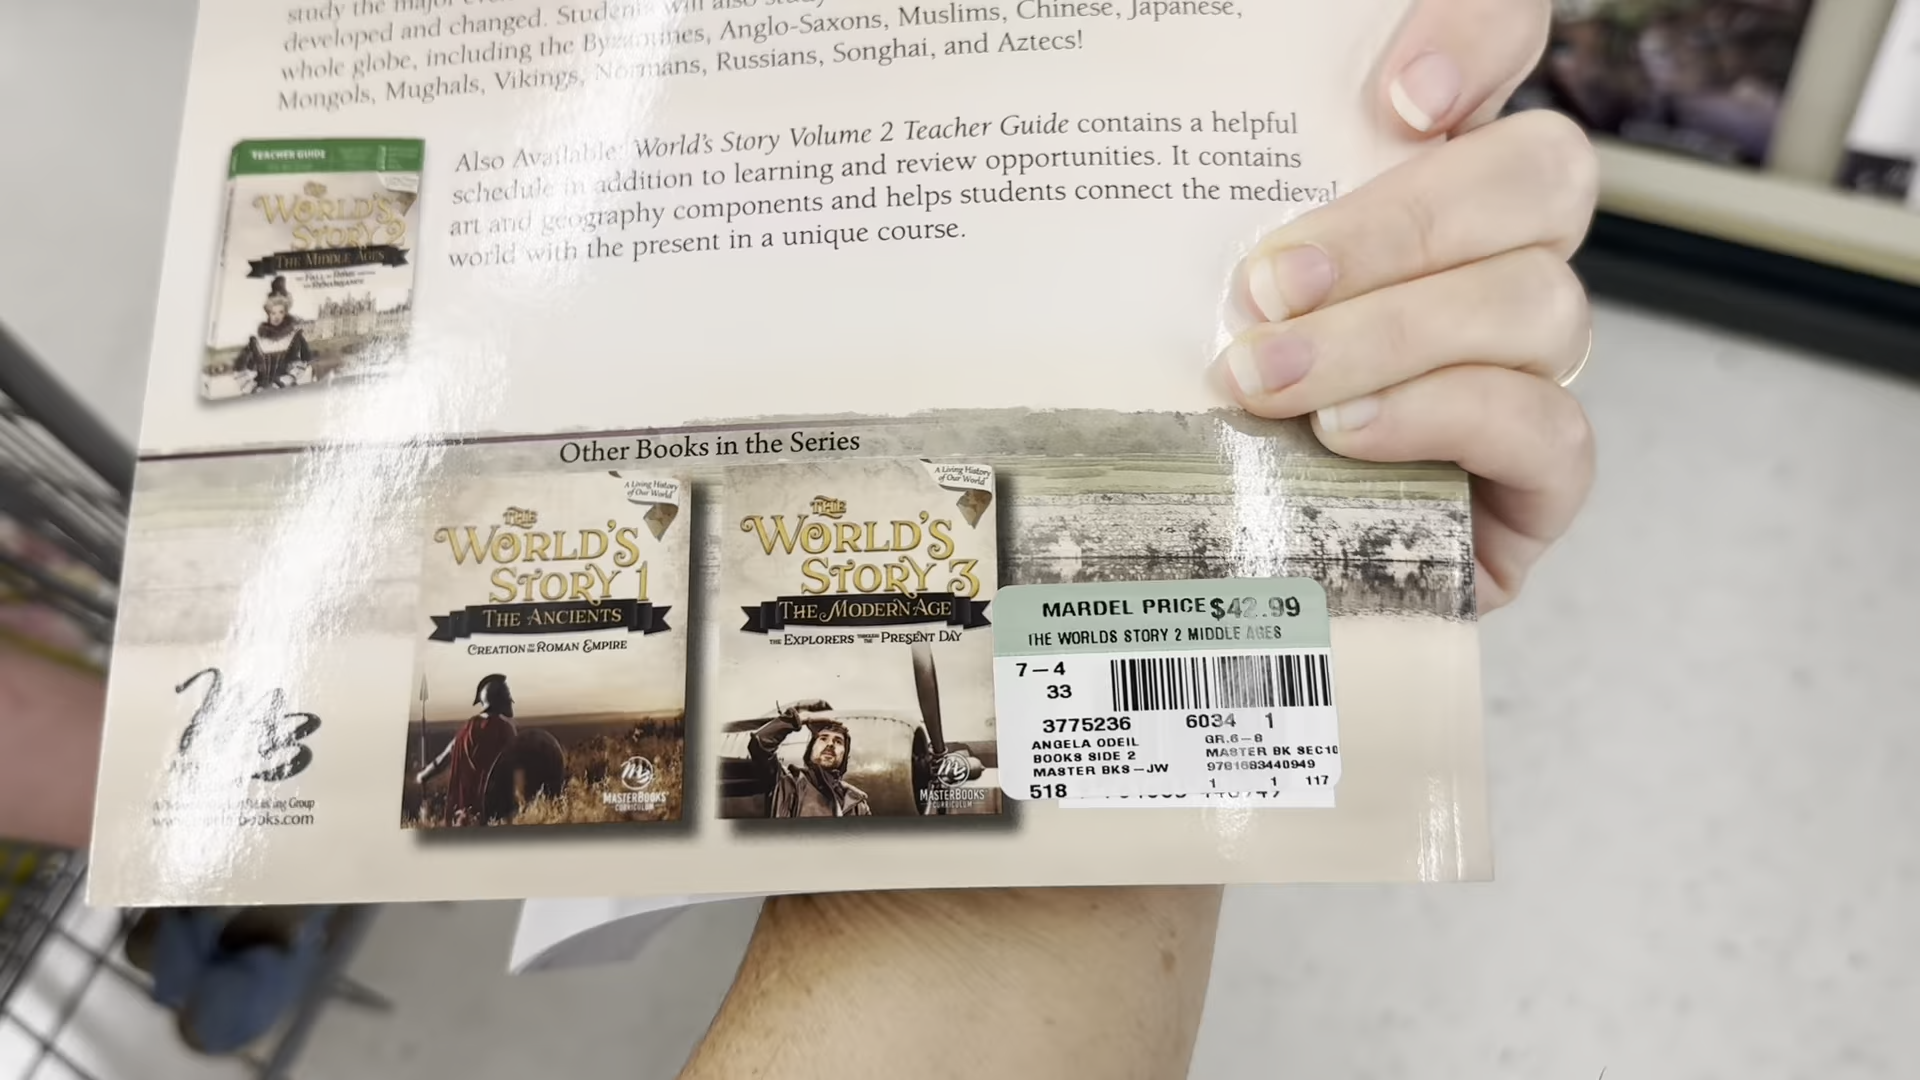 study the major
developed and changed. Students will also study
whole globe, including the Byzantines, Anglo-Saxons, Muslims, Chinese, Japanese,
Mongols, Mughals, Vikings, Normans, Russians, Songhai, and Aztecs!
Also Available: World's Story Volume 2 Teacher Guide contains a helpful
schedule in addition to learning and review opportunities. It contains
art and geography components and helps students connect the medieval
world with the present in a unique course.
TEACHER GUIDE
THE
WORLD'S
STORY 2
THE MIDDLE AGES
Other Books in the Series
A Living History
of Our World
THE
WORLD'S
STORY 1
THE ANCIENTS
CREATION TO THE ROMAN EMPIRE
MASTERBOOKS
CURRICULUM
A Living History
of Our World
THE
WORLD'S
STORY 3
THE MODERN AGE
THE EXPLORERS THROUGH THE PRESENT DAY
MASTERBOOKS
CURRICULUM
MARDEL PRICE $42.99
THE WORLDS STORY 2 MIDDLE AGES
7-4
33
3775236 6034 1
ANGELA ODEIL GR.6-8
BOOKS SIDE 2 MASTER BK SEC10
MASTER BKS-JW 9781683440949
518 1 1 117